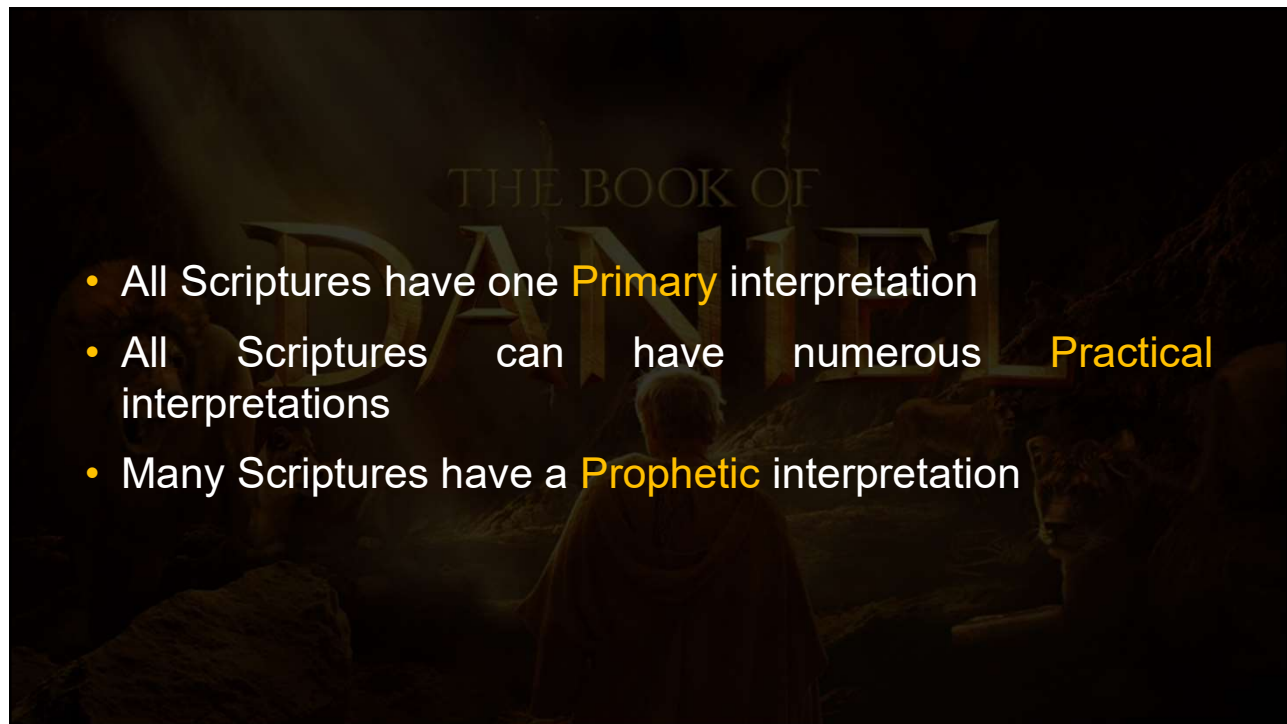 THE BOOK OF
DANIEL
• All Scriptures have one Primary interpretation
• All Scriptures can have numerous Practical
interpretations
• Many Scriptures have a Prophetic interpretation